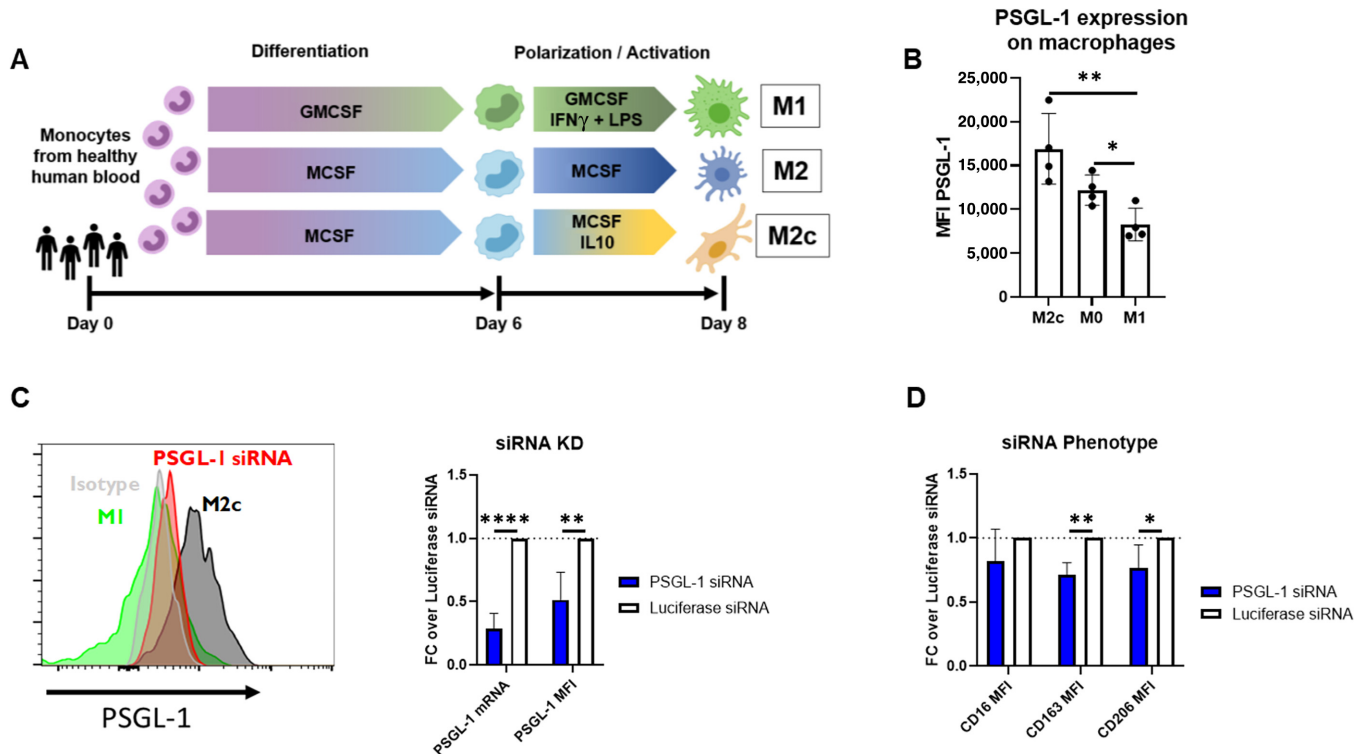 A
Differentiation
Polarization / Activation
Monocytes
from healthy
human blood
GMCSF
GMCSF
IFNγ + LPS
M1
MCSF
MCSF
M2
MCSF
MCSF
IL10
M2c
Day 0
Day 6
Day 8
B
PSGL-1 expression
on macrophages
MFI PSGL-1
25,000
20,000
15,000
10,000
5,000
0
**
*
M2c M0 M1
C
Isotype
PSGL-1 siRNA
M1
M2c
PSGL-1
siRNA KD
FC over Luciferase siRNA
1.5
1.0
0.5
0.0
**** **
PSGL-1 mRNA
PSGL-1 MFI
PSGL-1 siRNA
Luciferase siRNA
D
siRNA Phenotype
FC over Luciferase siRNA
1.5
1.0
0.5
0.0
** *
CD16 MFI
CD163 MFI
CD206 MFI
PSGL-1 siRNA
Luciferase siRNA